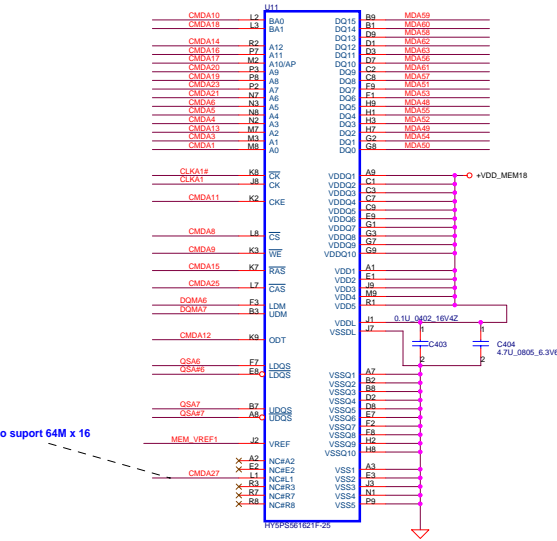 U11
CMDA10 L2 BA0 DQ15 B9 MDA59
CMDA18 L3 BA1 DQ14 B1 MDA60
DQ13 D9 MDA58
CMDA14 R2 A12 DQ12 D1 MDA62
CMDA16 P7 A11 DQ11 D3 MDA63
CMDA17 M2 A10/AP DQ10 D7 MDA56
CMDA20 P3 A9 DQ9 C2 MDA61
CMDA19 P8 A8 DQ8 C8 MDA57
CMDA23 P2 A7 DQ7 F9 MDA51
CMDA21 N7 A6 DQ6 F1 MDA53
CMDA6 N3 A5 DQ5 H9 MDA48
CMDA5 N8 A4 DQ4 H1 MDA55
CMDA4 N2 A3 DQ3 H3 MDA52
CMDA13 M7 A2 DQ2 H7 MDA49
CMDA3 M3 A1 DQ1 G2 MDA54
CMDA1 M8 A0 DQ0 G8 MDA50
CLKA1# K8 CK VDDQ1 A9 +VDD_MEM18
CLKA1 J8 CK VDDQ2 C1
VDDQ3 C3
CMDA11 K2 CKE VDDQ4 C7
VDDQ5 C9
VDDQ6 E9
VDDQ7 G1
CMDA8 L8 CS VDDQ8 G3
VDDQ9 G7
CMDA9 K3 WE VDDQ10 G9
CMDA15 K7 RAS VDD1 A1
VDD2 E1
CMDA25 L7 CAS VDD3 J9
VDD4 M9
DQMA6 F3 LDM VDD5 R1
DQMA7 B3 UDM
VDDL J1 0.1U_0402_16V4Z
VSSDL J7
CMDA12 K9 ODT
1 C403 2
1 C404 2
4.7U_0805_6.3V6
QSA6 F7 LDQS
QSA#6 E8 LDQS VSSQ1 A7
VSSQ2 B2
VSSQ3 B8
VSSQ4 D2
QSA7 B7 UDQS VSSQ5 D8
QSA#7 A8 UDQS VSSQ6 E7
VSSQ7 F2
VSSQ8 F8
o suport 64M x 16
MEM_VREF1 J2 VREF VSSQ9 H2
VSSQ10 H8
A2 NC#A2
E2 NC#E2 VSS1 A3
CMDA27 L1 NC#L1 VSS2 E3
R3 NC#R3 VSS3 J3
R7 NC#R7 VSS4 N1
R8 NC#R8 VSS5 P9
HY5PS561621F-25